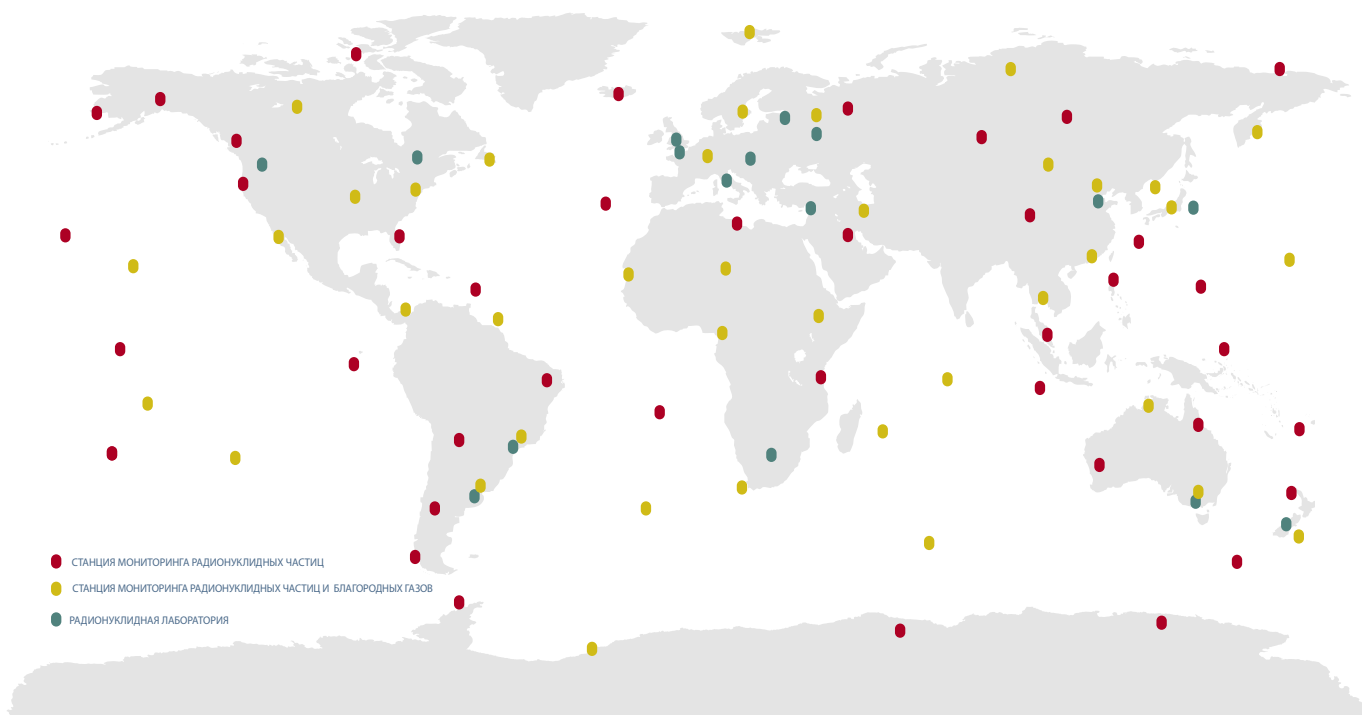 СТАНЦИЯ МОНИТОРИНГА РАДИОНУКЛИДНЫХ ЧАСТИЦ
СТАНЦИЯ МОНИТОРИНГА РАДИОНУКЛИДНЫХ ЧАСТИЦ И БЛАГОРОДНЫХ ГАЗОВ
РАДИОНУКЛИДНАЯ ЛАБОРАТОРИЯ